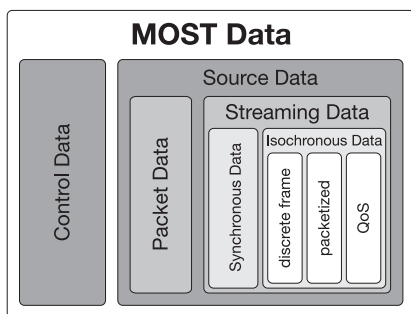 MOST Data
Control Data
Source Data
Packet Data
Streaming Data
Synchronous Data
Isochronous Data
discrete frame
packetized
QoS